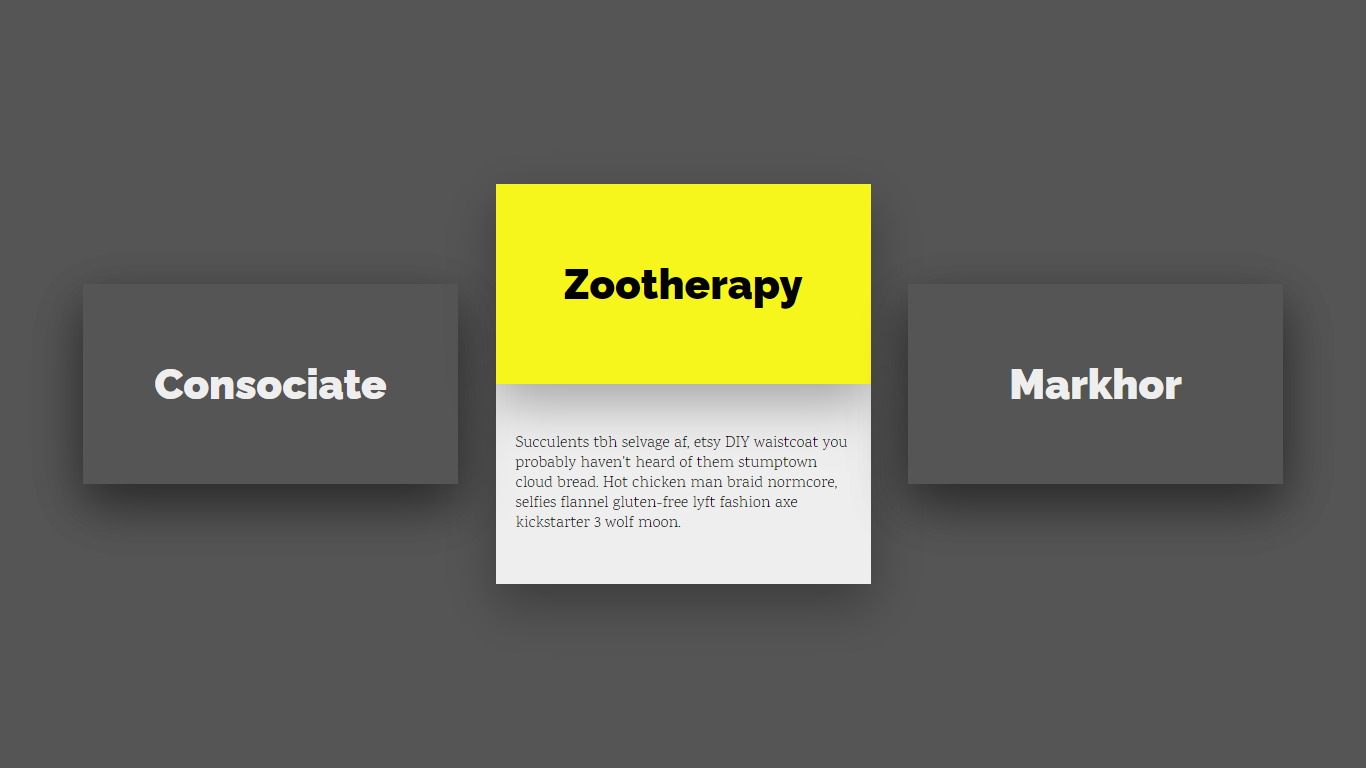 Consociate
Zootherapy
Succulents tbh selvage af, etsy DIY waistcoat you
probably haven't heard of them stumptown
cloud bread. Hot chicken man braid normcore,
selfies flannel gluten-free lyft fashion axe
kickstarter 3 wolf moon.
Markhor